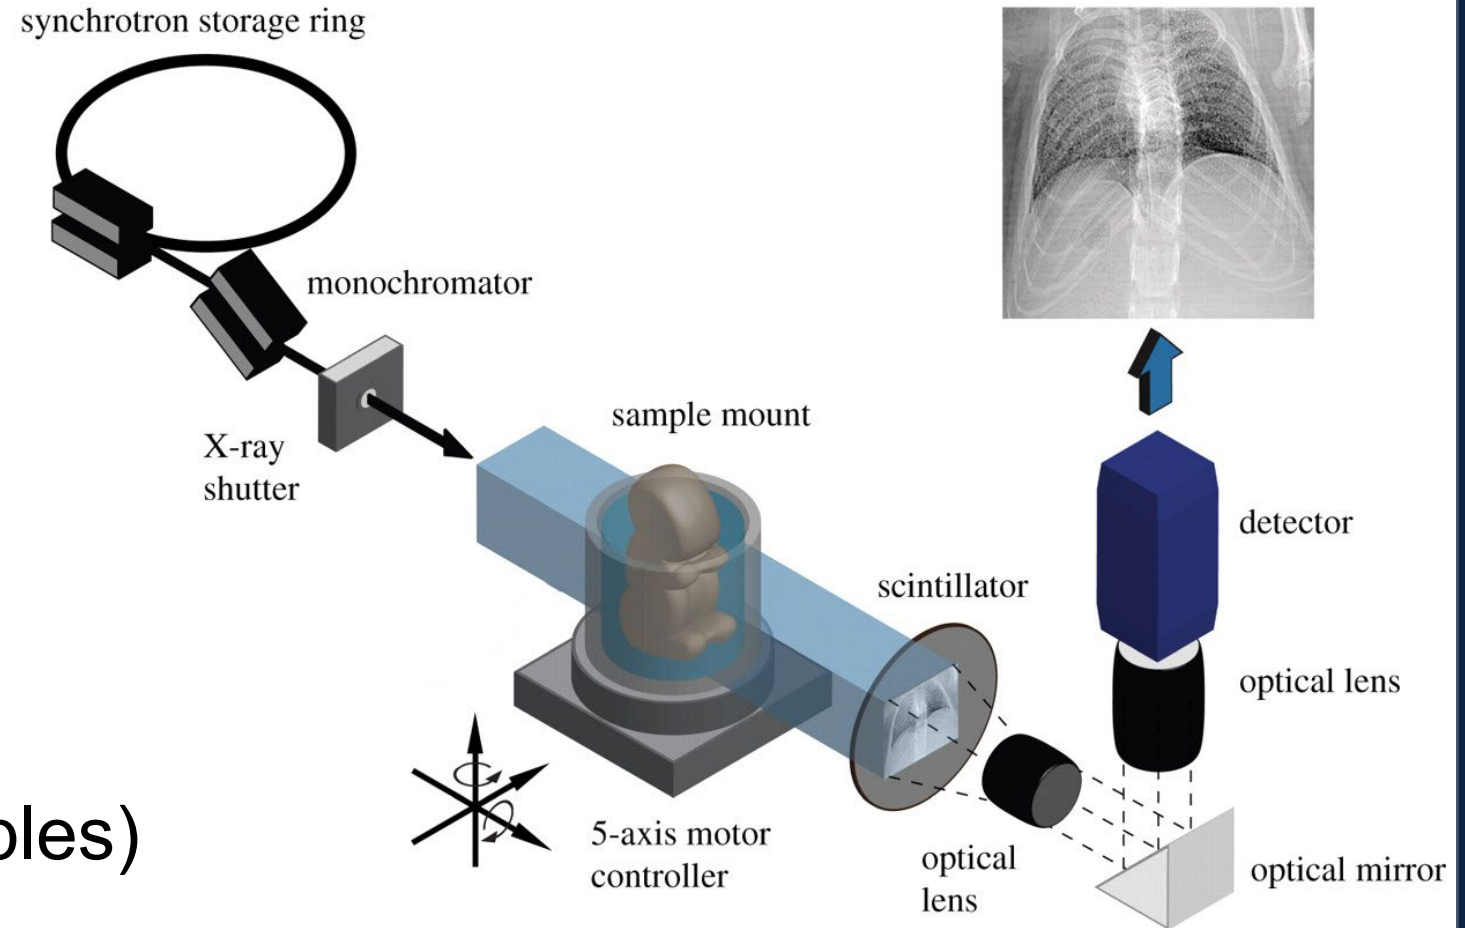 synchrotron storage ring
monochromator
X-ray
shutter
sample mount
detector
scintillator
optical lens
ples)
5-axis motor
controller
optical
lens
optical mirror